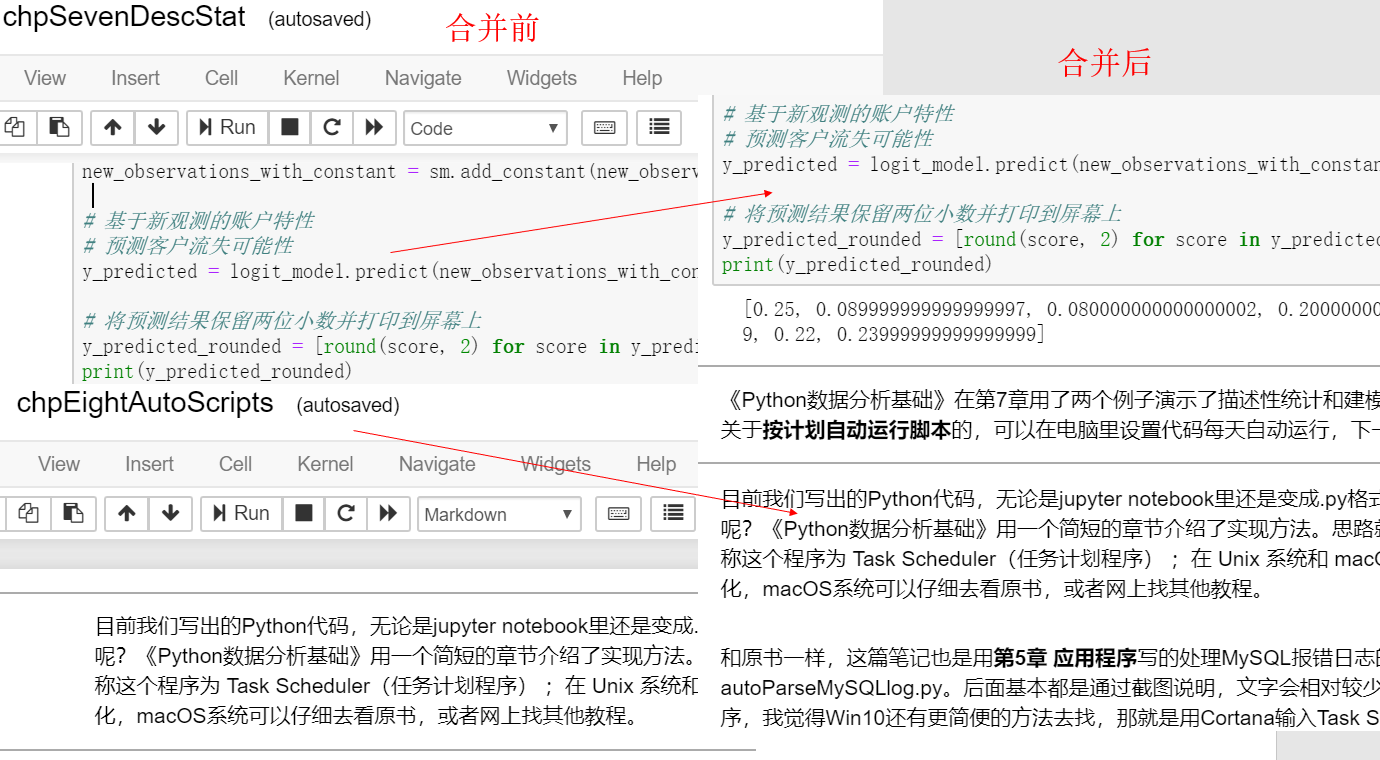 chpSevenDescStat (autosaved)
合并前
View Insert Cell Kernel Navigate Widgets Help
Run Code
new_observations_with_constant = sm.add_constant(new_observ
# 基于新观测的账户特性
# 预测客户流失可能性
y_predicted = logit_model.predict(new_observations_with_con
# 将预测结果保留两位小数并打印到屏幕上
y_predicted_rounded = [round(score, 2) for score in y_predi
print(y_predicted_rounded)
chpEightAutoScripts (autosaved)
View Insert Cell Kernel Navigate Widgets Help
Run Markdown
目前我们写出的Python代码，无论是jupyter notebook里还是变成.
呢？《Python数据分析基础》用一个简短的章节介绍了实现方法。
称这个程序为 Task Scheduler（任务计划程序）；在 Unix 系统和
化，macOS系统可以仔细去看原书，或者网上找其他教程。
合并后
# 基于新观测的账户特性
# 预测客户流失可能性
y_predicted = logit_model.predict(new_observations_with_constan
# 将预测结果保留两位小数并打印到屏幕上
y_predicted_rounded = [round(score, 2) for score in y_predicted
print(y_predicted_rounded)
[0.25, 0.089999999999999997, 0.080000000000000002, 0.20000000
9, 0.22, 0.23999999999999999]
《Python数据分析基础》在第7章用了两个例子演示了描述性统计和建模
关于按计划自动运行脚本的，可以在电脑里设置代码每天自动运行，下一
目前我们写出的Python代码，无论是jupyter notebook里还是变成.py格式
呢？《Python数据分析基础》用一个简短的章节介绍了实现方法。思路就
称这个程序为 Task Scheduler（任务计划程序）；在 Unix 系统和 macO
化，macOS系统可以仔细去看原书，或者网上找其他教程。
和原书一样，这篇笔记也是用第5章 应用程序写的处理MySQL报错日志的
autoParseMySQLlog.py。后面基本都是通过截图说明，文字会相对较少
序，我觉得Win10还有更简便的方法去找，那就是用Cortana输入Task S